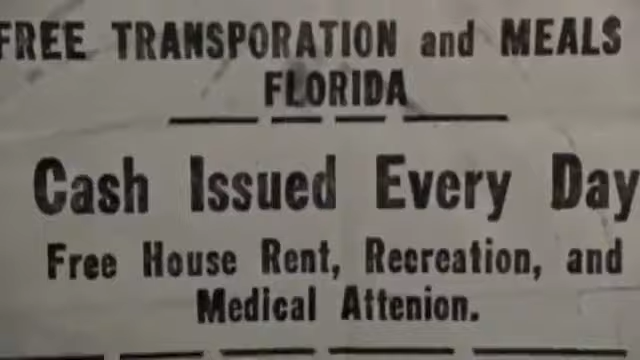 FREE TRANSPORATION and MEALS
FLORIDA
Cash Issued Every Day
Free House Rent, Recreation, and
Medical Attenion.